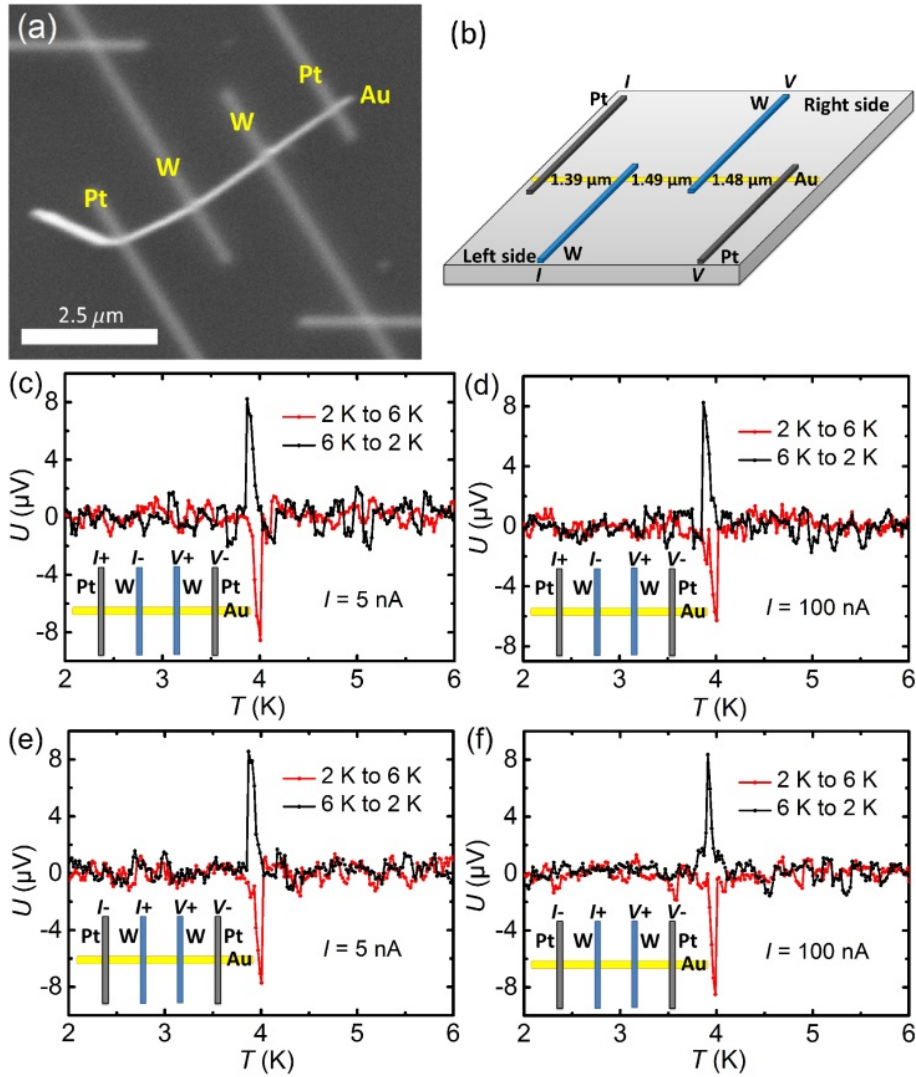 (a)
Pt
Au
W
W
Pt
2.5 μm
(b)
I
V
Pt
W
Right side
1.39 μm
1.49 μm
1.48 μm
Au
Left side
W
Pt
I
V
(c)
8
4
0
-4
-8
U (μV)
2 K to 6 K
6 K to 2 K
I+ I- V+ V-
Pt W W Pt
Au
I = 5 nA
2 3 4 5 6
T (K)
(d)
8
4
0
-4
-8
U (μV)
2 K to 6 K
6 K to 2 K
I+ I- V+ V-
Pt W W Pt
Au
I = 100 nA
2 3 4 5 6
T (K)
(e)
8
4
0
-4
-8
U (μV)
2 K to 6 K
6 K to 2 K
I- I+ V+ V-
Pt W W Pt
Au
I = 5 nA
2 3 4 5 6
T (K)
(f)
8
4
0
-4
-8
U (μV)
2 K to 6 K
6 K to 2 K
I- I+ V+ V-
Pt W W Pt
Au
I = 100 nA
2 3 4 5 6
T (K)